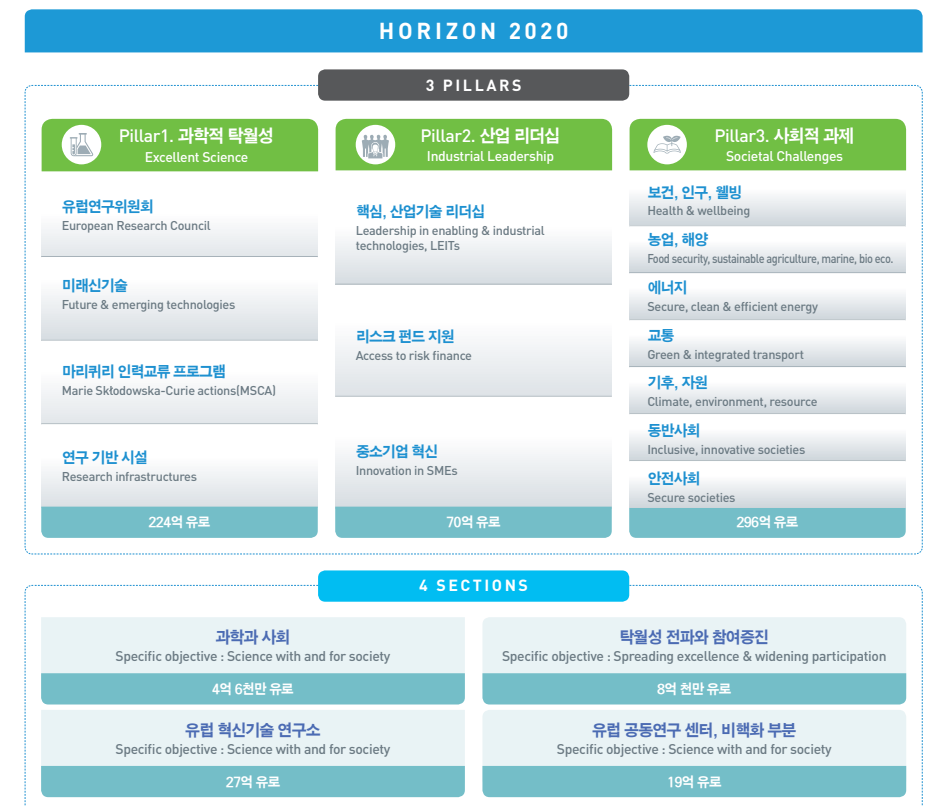 HORIZON 2020
3 PILLARS
Pillar1. 과학적 탁월성
Excellent Science
유럽연구위원회
European Research Council
미래신기술
Future & emerging technologies
마리퀴리 인력교류 프로그램
Marie Skłodowska-Curie actions(MSCA)
연구 기반 시설
Research infrastructures
224억 유로
Pillar2. 산업 리더십
Industrial Leadership
핵심, 산업기술 리더십
Leadership in enabling & industrial
technologies, LEITs
리스크 펀드 지원
Access to risk finance
중소기업 혁신
Innovation in SMEs
70억 유로
Pillar3. 사회적 과제
Societal Challenges
보건, 인구, 웰빙
Health & wellbeing
농업, 해양
Food security, sustainable agriculture, marine, bio eco.
에너지
Secure, clean & efficient energy
교통
Green & integrated transport
기후, 자원
Climate, environment, resource
동반사회
Inclusive, innovative societies
안전사회
Secure societies
296억 유로
4 SECTIONS
과학과 사회
Specific objective : Science with and for society
4억 6천만 유로
탁월성 전파와 참여증진
Specific objective : Spreading excellence & widening participation
8억 천만 유로
유럽 혁신기술 연구소
Specific objective : Science with and for society
27억 유로
유럽 공동연구 센터, 비핵화 부분
Specific objective : Science with and for society
19억 유로